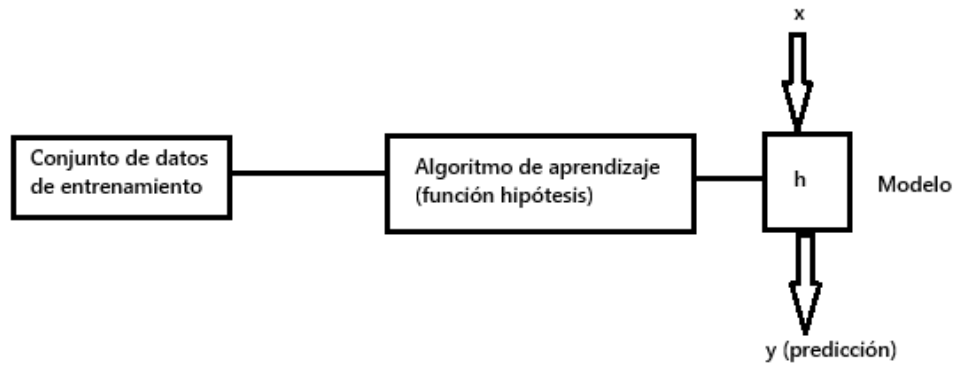 x
Conjunto de datos
de entrenamiento
Algoritmo de aprendizaje
(función hipótesis)
h
Modelo
y (predicción)